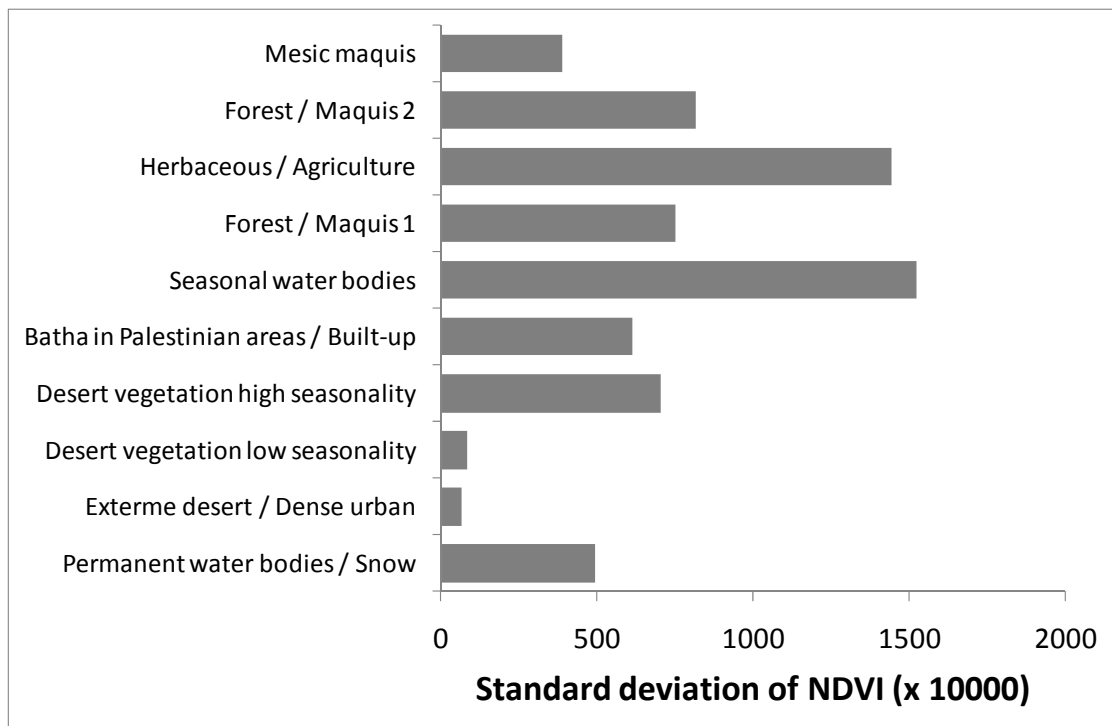 Mesic maquis
Forest / Maquis 2
Herbaceous / Agriculture
Forest / Maquis 1
Seasonal water bodies
Batha in Palestinian areas / Built-up
Desert vegetation high seasonality
Desert vegetation low seasonality
Exterme desert / Dense urban
Permanent water bodies / Snow
0 500 1000 1500 2000
Standard deviation of NDVI (x 10000)